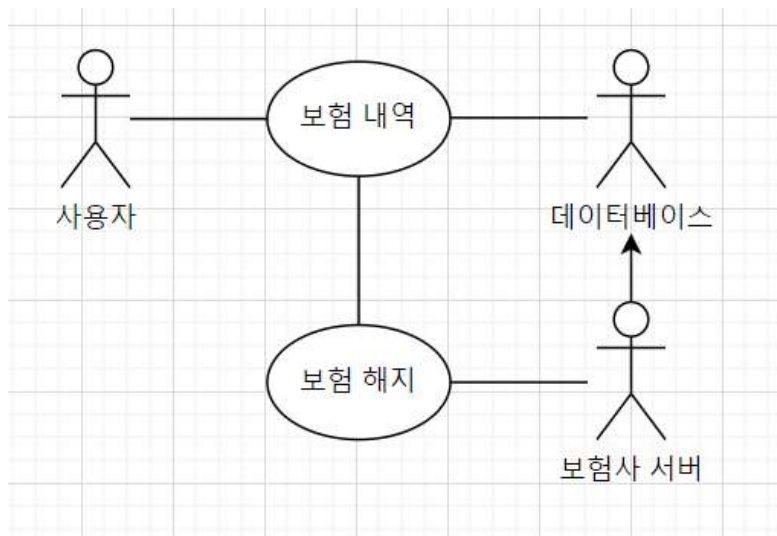 보험 내역
사용자
데이터베이스
보험 해지
보험사 서버